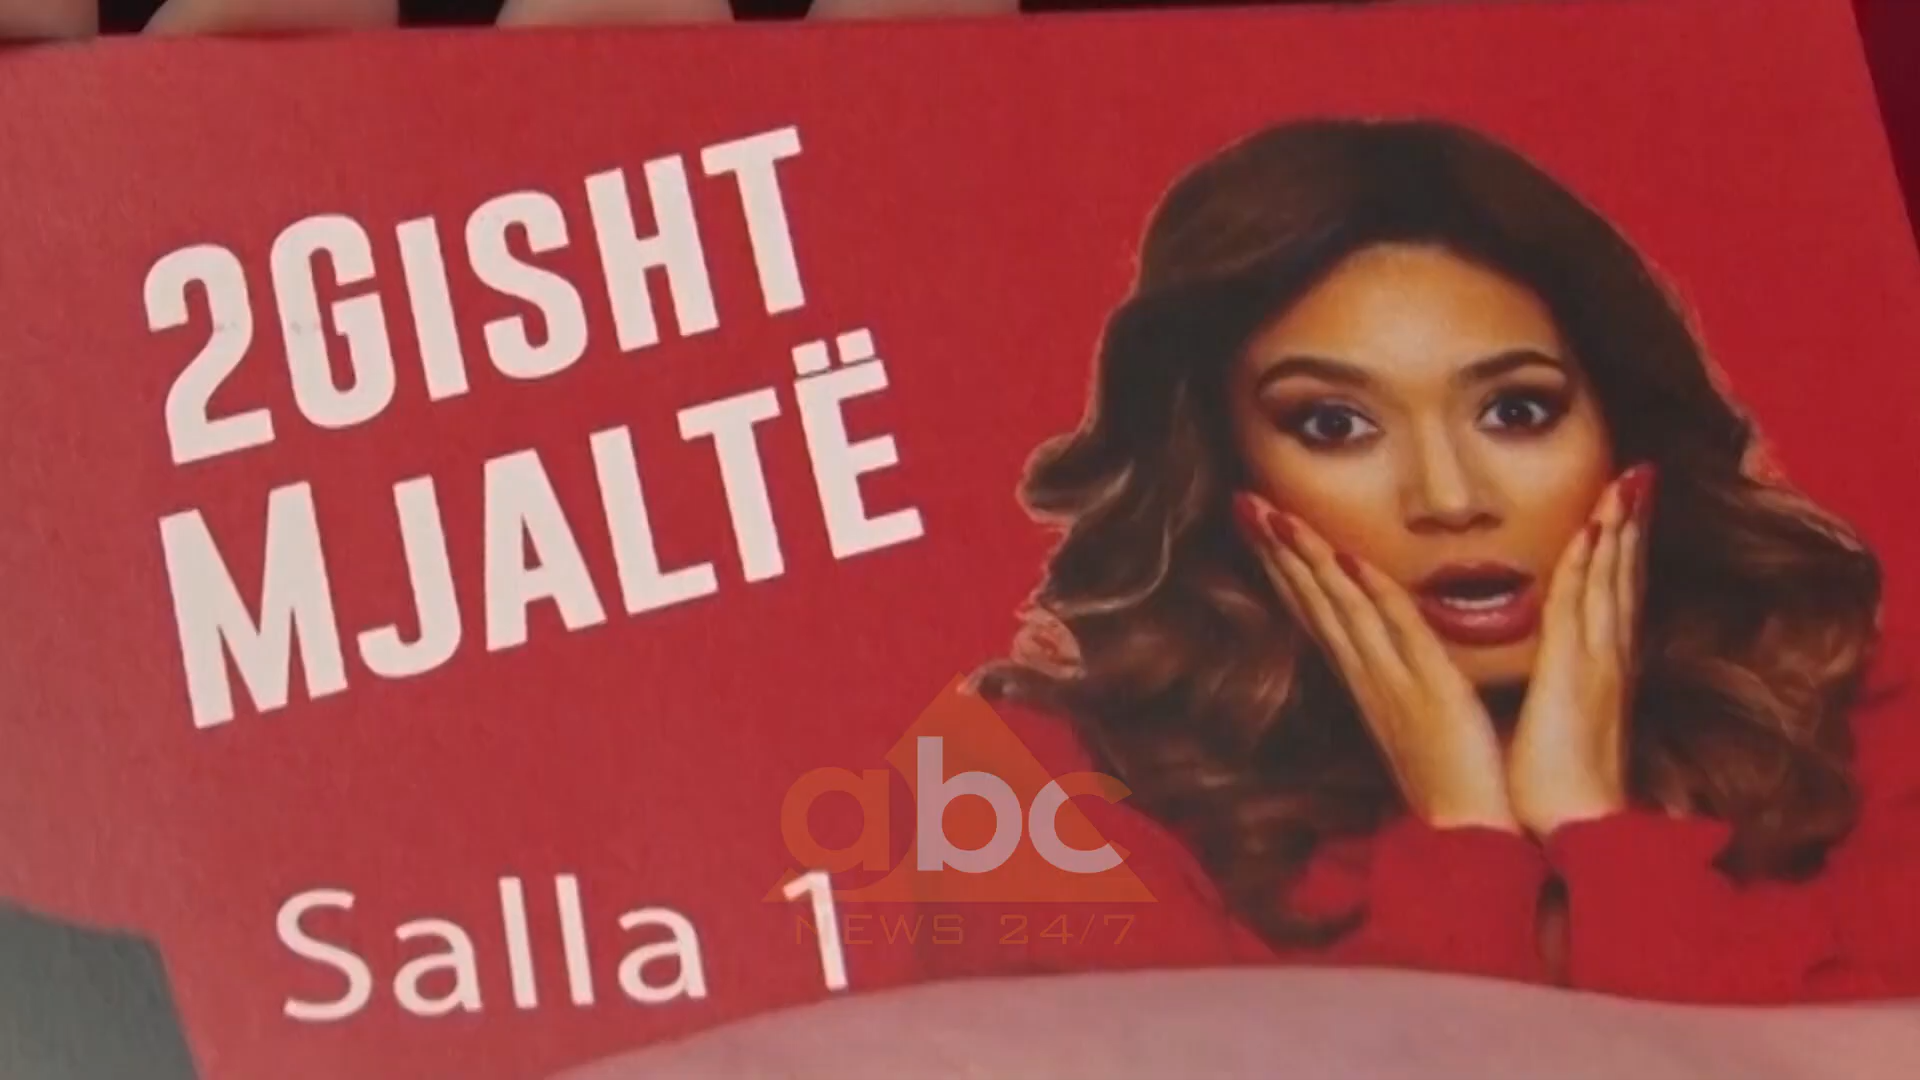 2GISHT
MJALTË
Salla 1
abc
NEWS 24/7